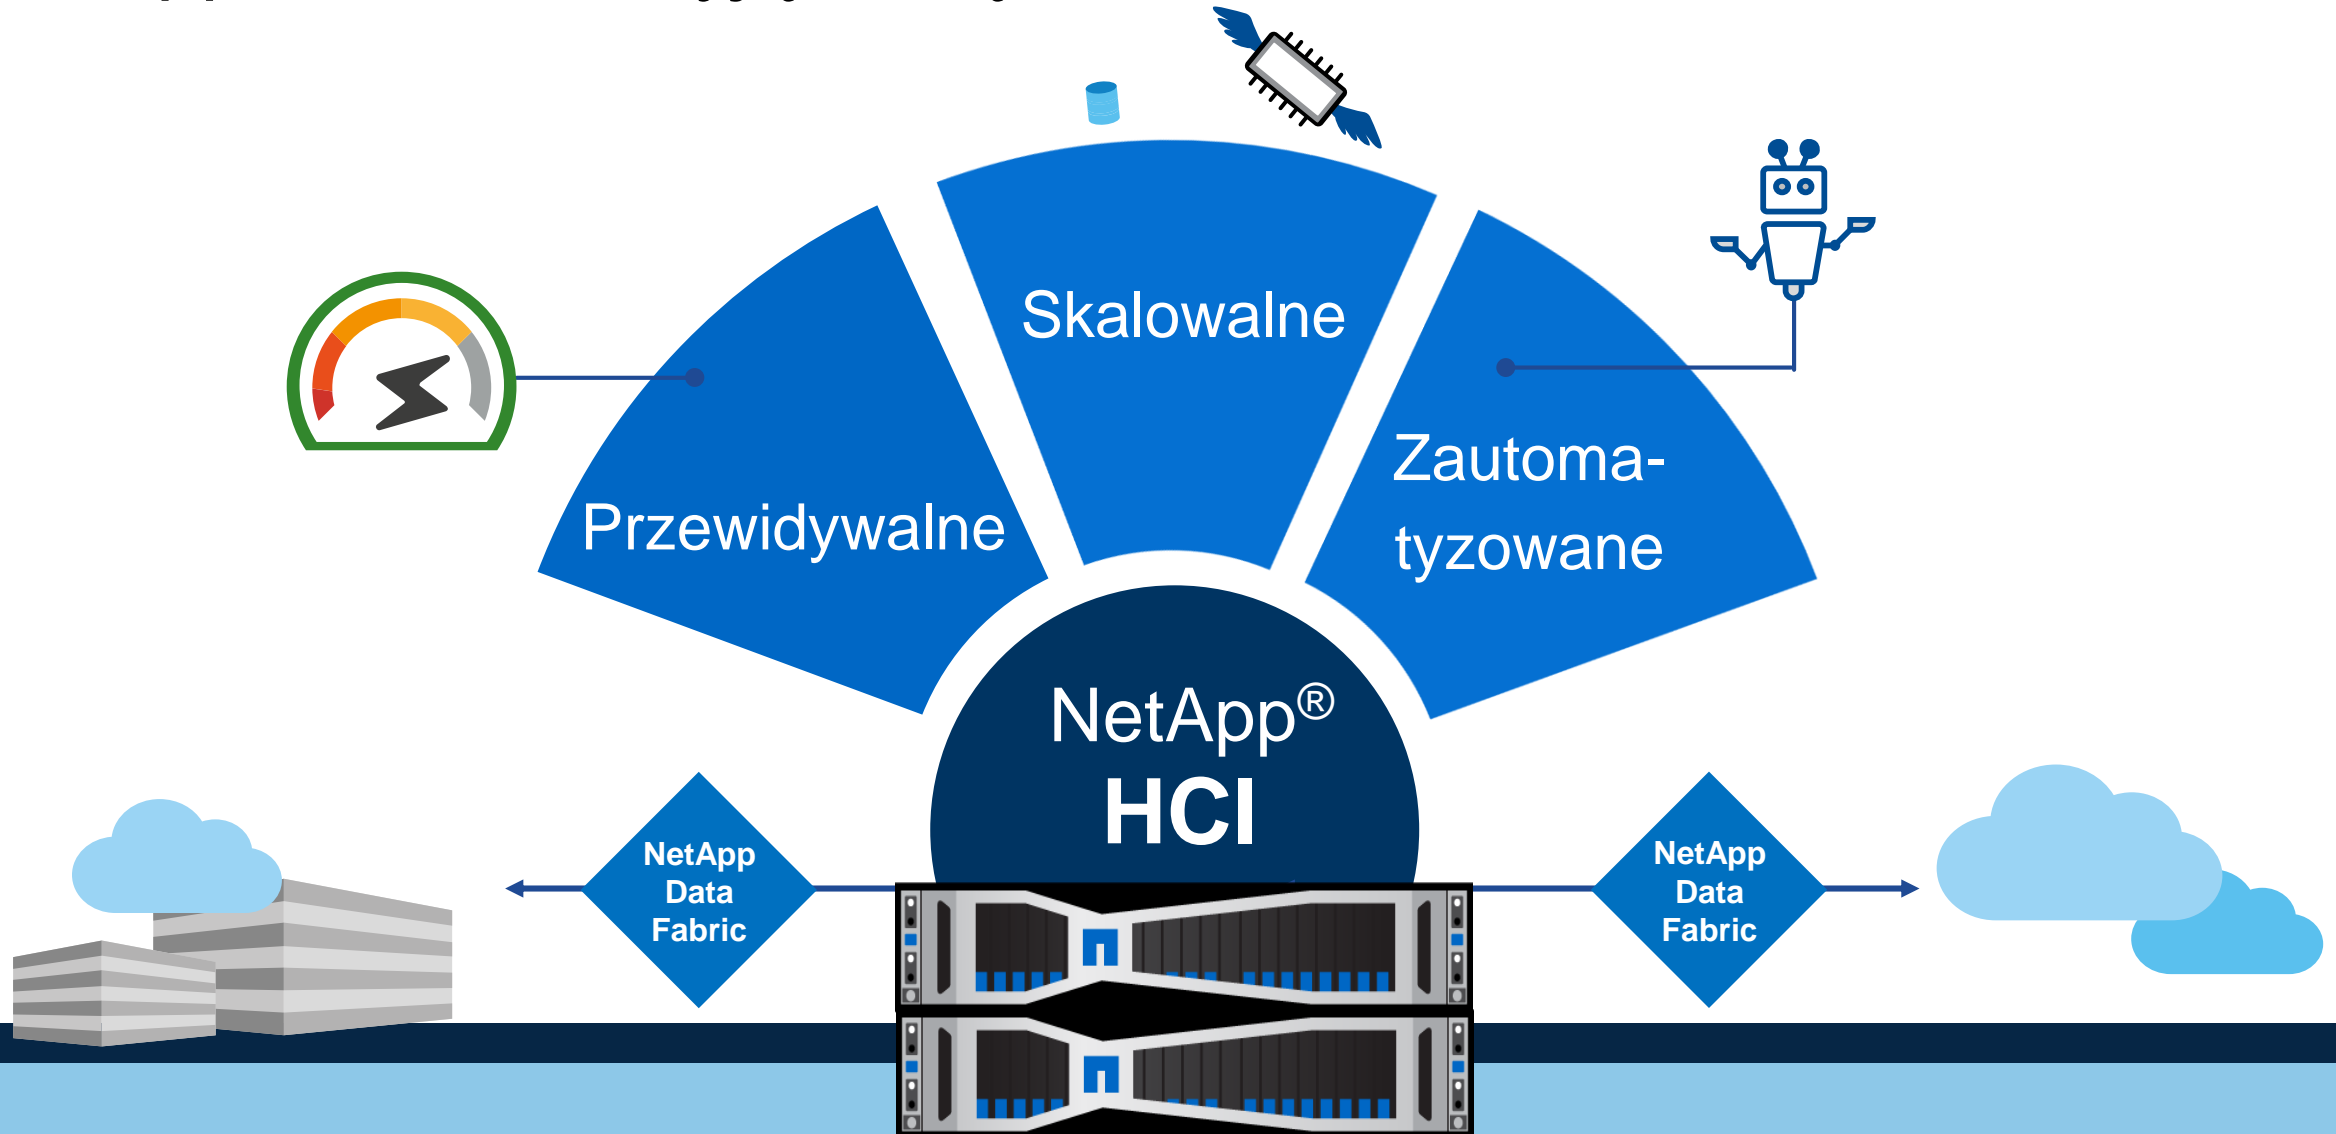 Skalowalne
Przewidywalne
Zautoma-
tyzowane
NetApp®
HCI
NetApp
Data
Fabric
NetApp
Data
Fabric